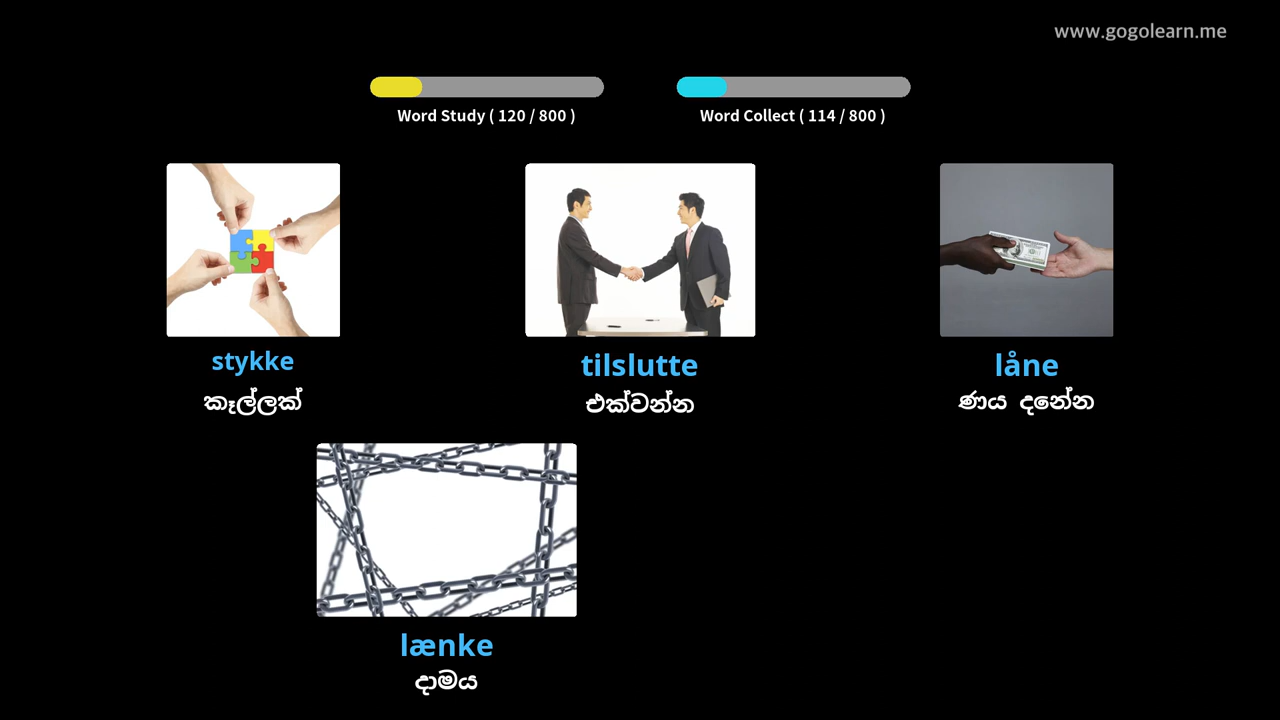 www.gogolearn.me
Word Study ( 120 / 800 )
Word Collect ( 114 / 800 )
stykke
කෑල්ලක්
tilslutte
එක්වන්න
låne
ණය දනේන
lænke
දාමය